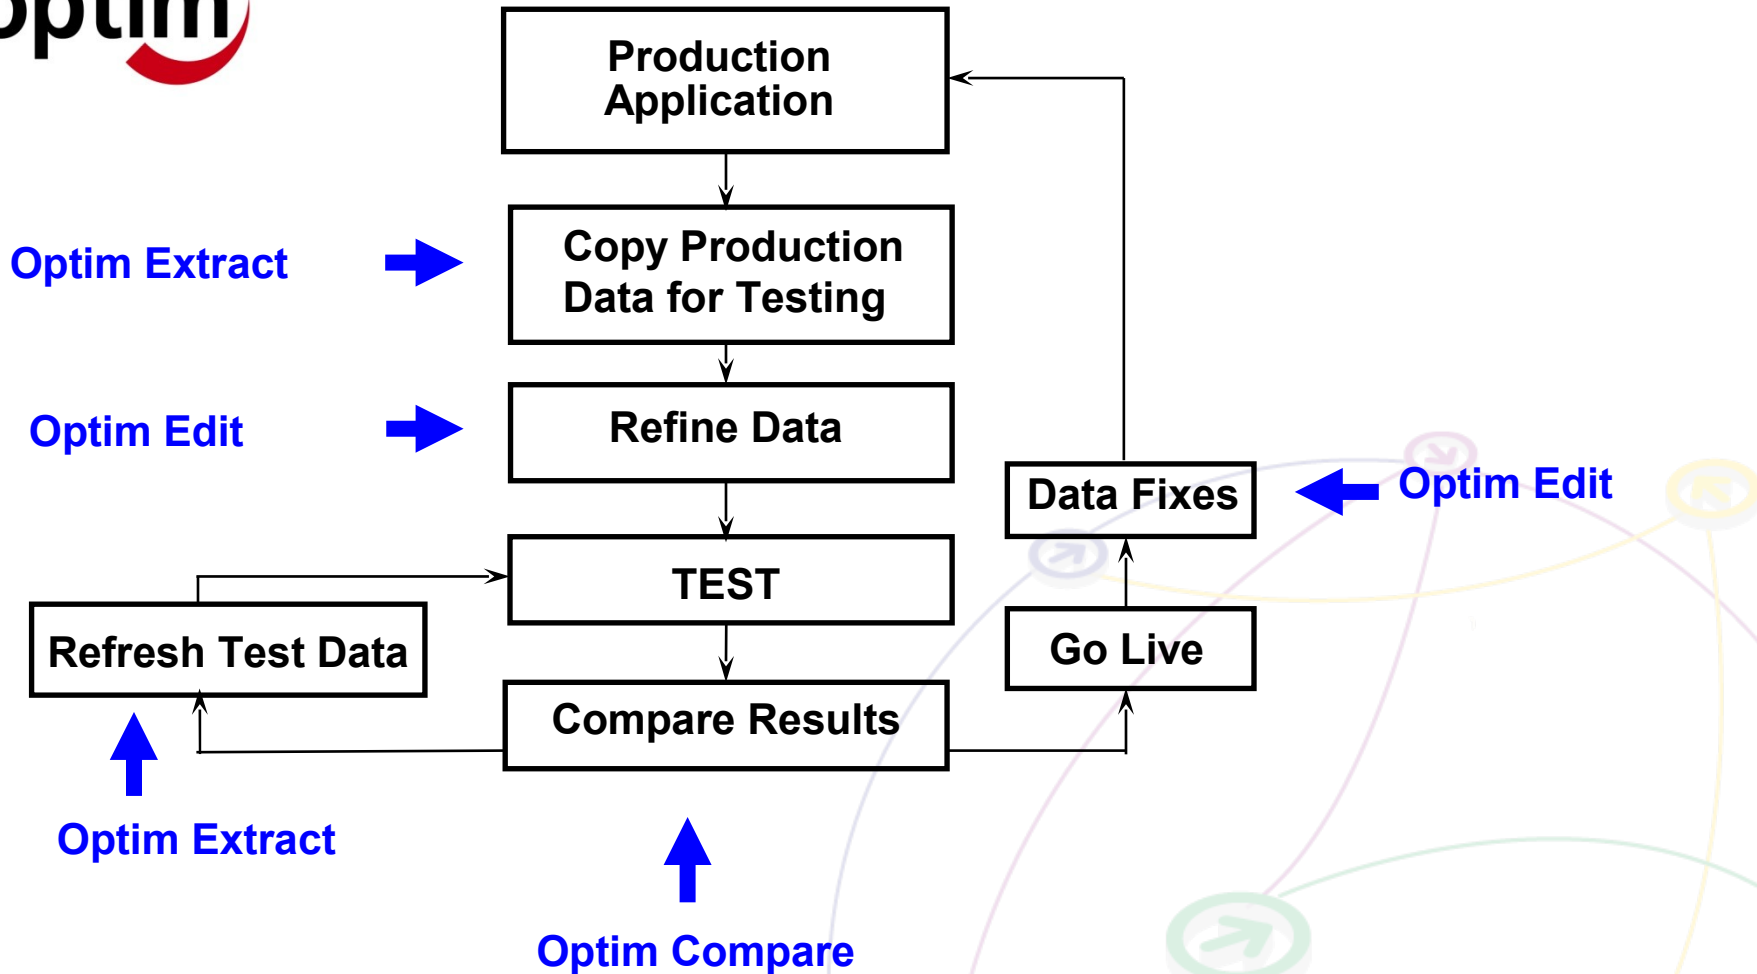 optim
Production
Application
Optim Extract
Copy Production
Data for Testing
Optim Edit
Refine Data
Data Fixes
Optim Edit
TEST
Refresh Test Data
Go Live
Compare Results
Optim Extract
Optim Compare